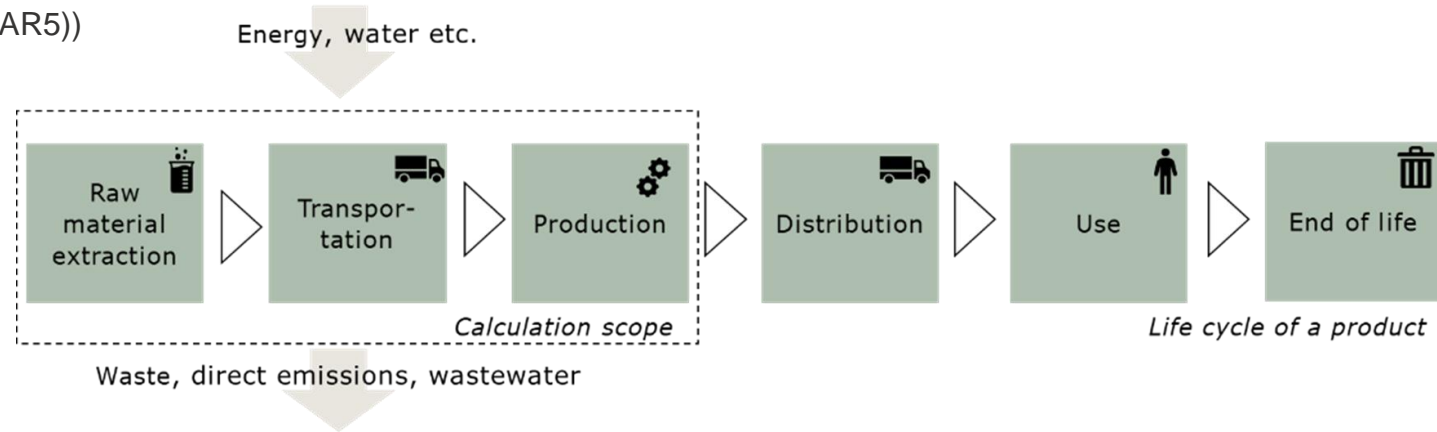 AR5))
Energy, water etc.
Raw
material
extraction
Transpor-
tation
Production
Distribution
Use
End of life
Calculation scope
Life cycle of a product
Waste, direct emissions, wastewater